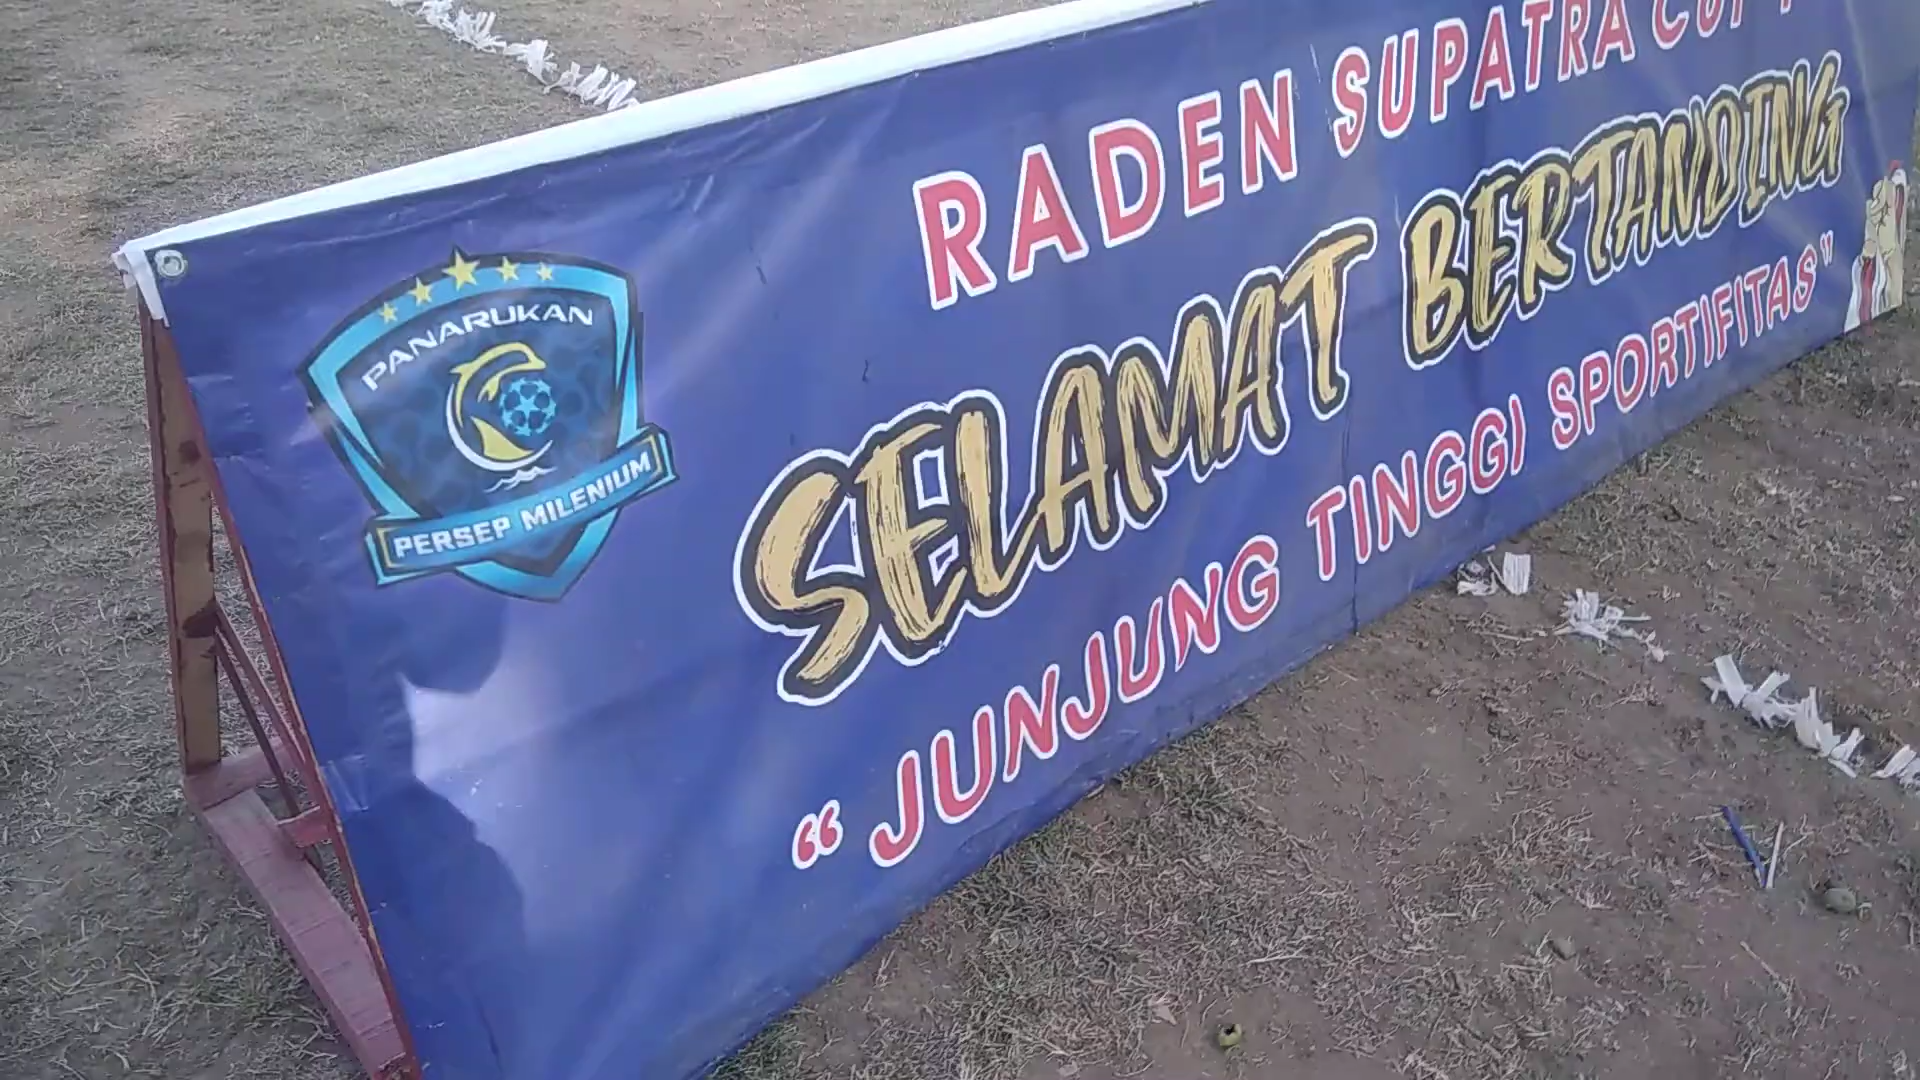 PANARUKAN
PERSEP MILENIUM
RADEN SUPATRA CUP
SELAMAT BERTANDING
“JUNJUNG TINGGI SPORTIFITAS”